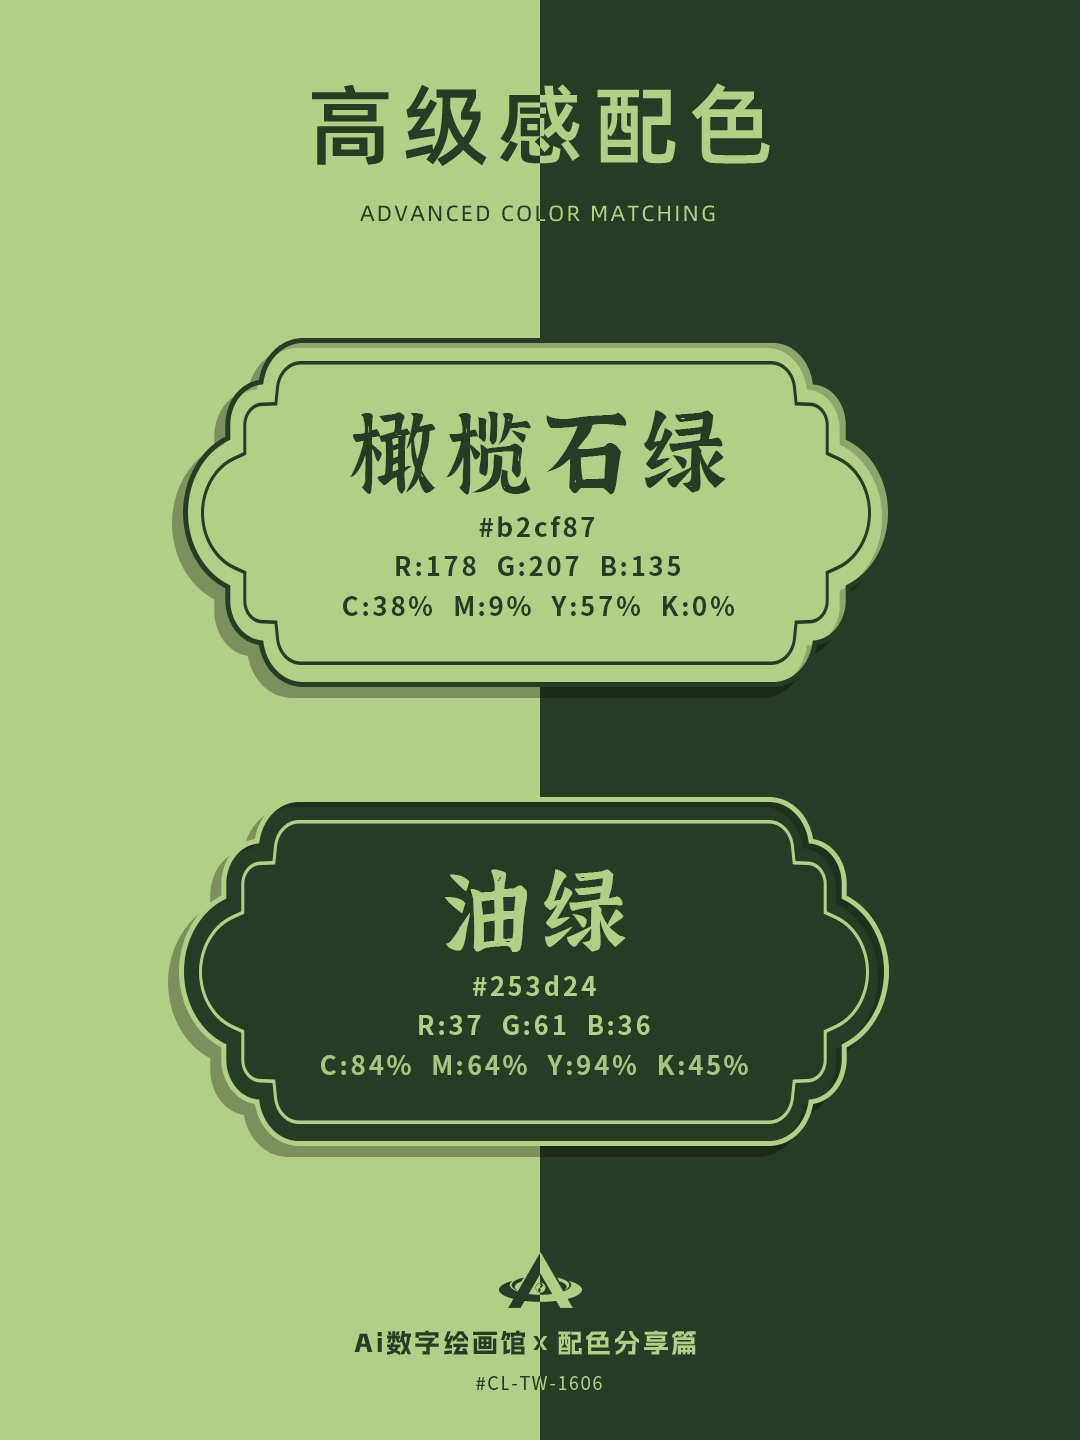 高级感配色
ADVANCED COLOR MATCHING
橄榄石绿
#b2cf87
R:178 G:207 B:135
C:38% M:9% Y:57% K:0%
油绿
#253d24
R:37 G:61 B:36
C:84% M:64% Y:94% K:45%
Ai数字绘画馆 x 配色分享篇
#CL-TW-1606